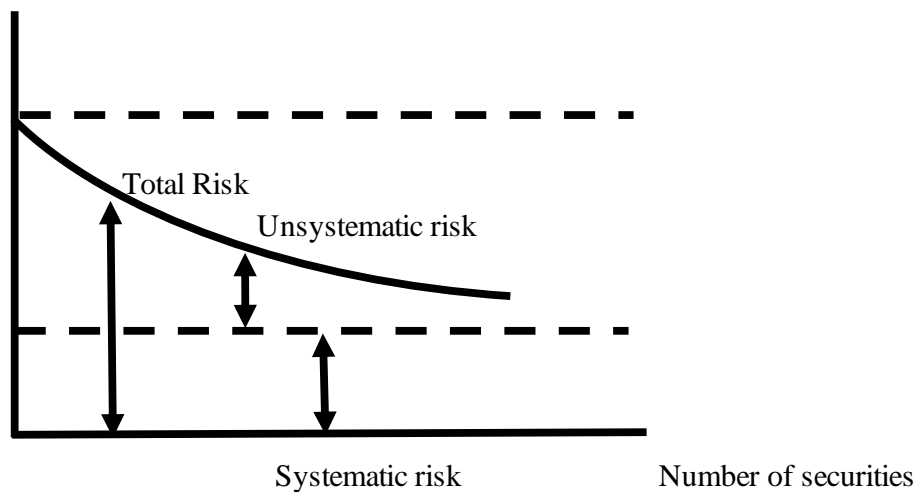 Total Risk
Unsystematic risk
Systematic risk
Number of securities